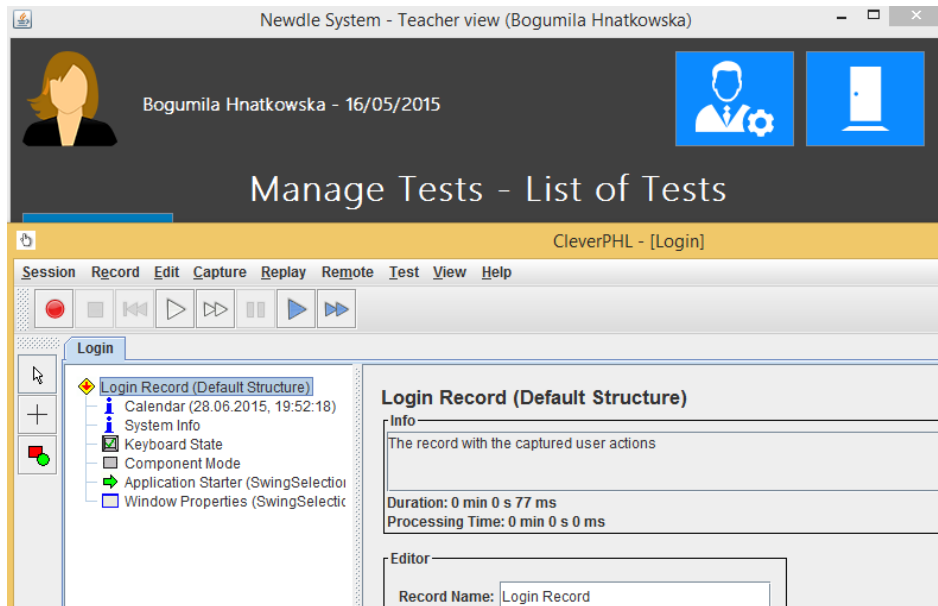 Newdle System - Teacher view (Bogumila Hnatkowska)
Bogumila Hnatkowska - 16/05/2015
Manage Tests - List of Tests
CleverPHL - [Login]
Session Record Edit Capture Replay Remote Test View Help
Login
Login Record (Default Structure)
Calendar (28.06.2015, 19:52:18)
System Info
Keyboard State
Component Mode
Application Starter (SwingSelection
Window Properties (SwingSelectic
Login Record (Default Structure)
Info
The record with the captured user actions
Duration: 0 min 0 s 77 ms
Processing Time: 0 min 0 s 0 ms
Editor
Record Name: Login Record